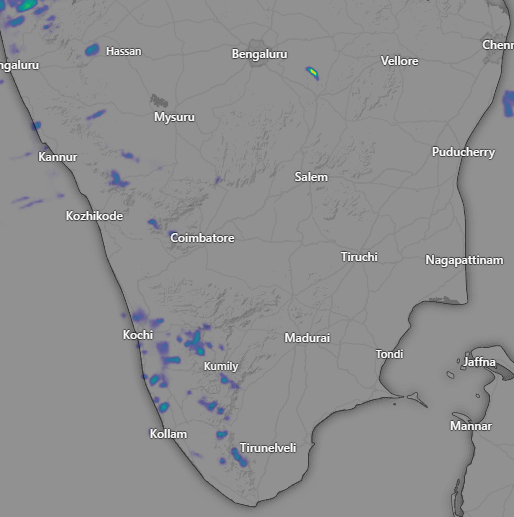 Hassan
Bengaluru
Chenn
ngaluru
Vellore
Mysuru
Kannur
Puducherry
Salem
Kozhikode
Coimbatore
Tiruchi
Nagapattinam
Kochi
Madurai
Tondi
Kumily
Jaffna
Mannar
Kollam
Tirunelveli